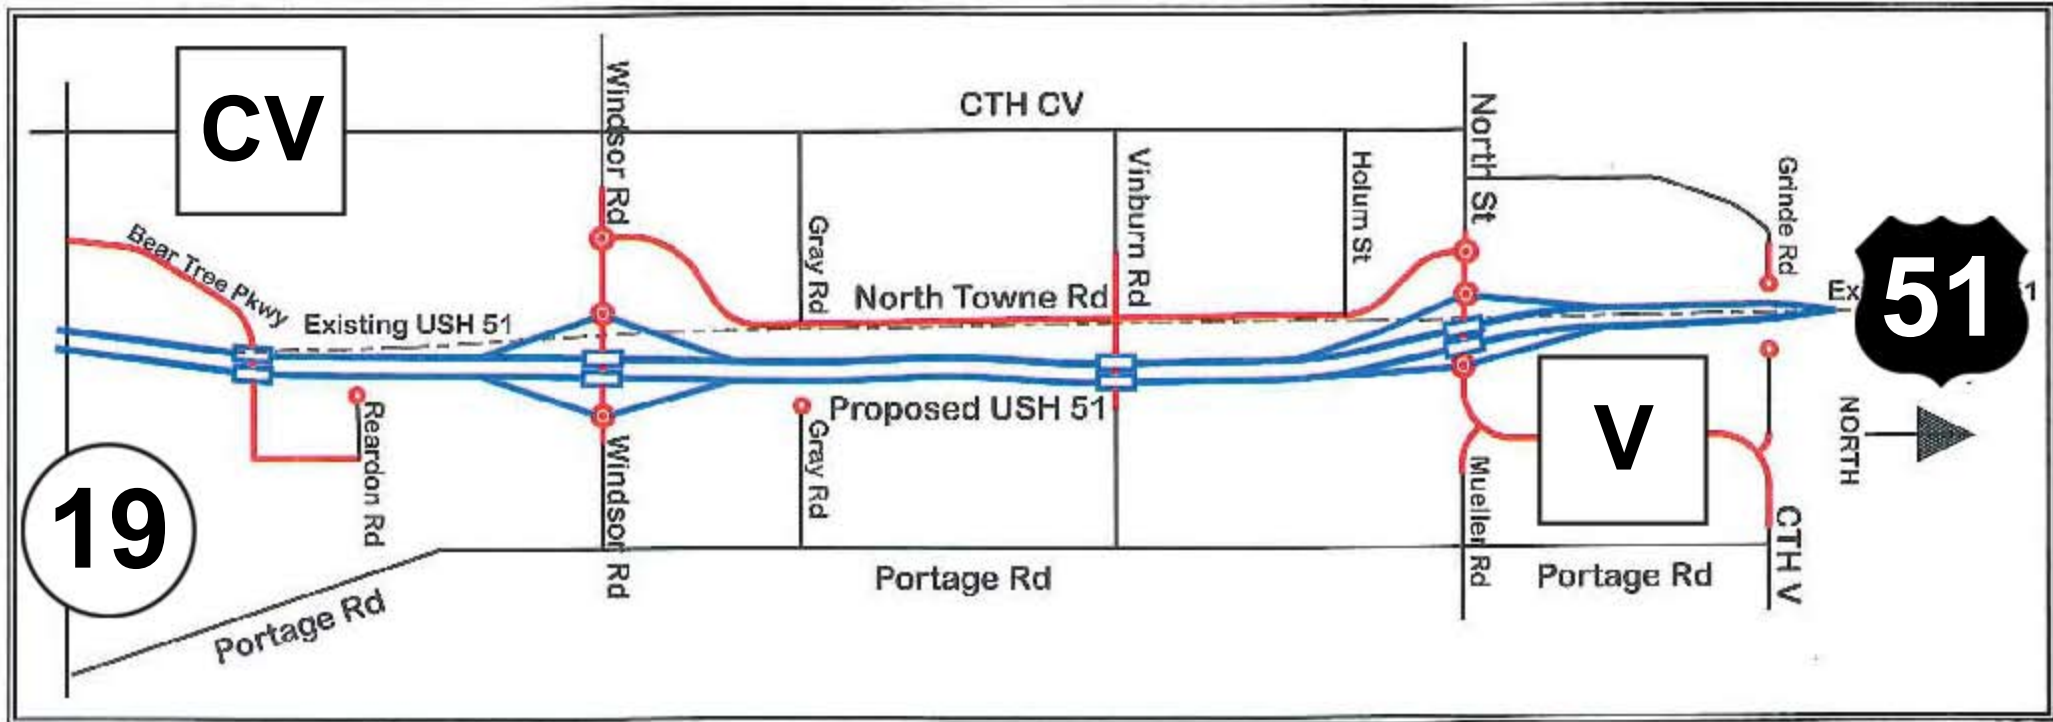 CV
CTH CV
Windsor Rd
North St
Vinburn Rd
Holum St
Grinde Rd
Gray Rd
Bear Tree Pkwy
Existing USH 51
North Towne Rd
Ex
51
1
Proposed USH 51
Reardon Rd
Gray Rd
V
NORTH
19
Windsor Rd
Mueller Rd
CTH V
Portage Rd
Portage Rd
Portage Rd